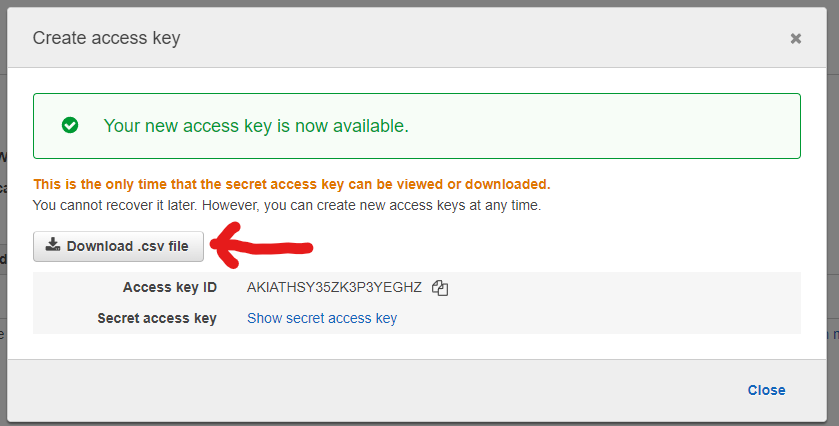 Create access key
Your new access key is now available.
This is the only time that the secret access key can be viewed or downloaded.
You cannot recover it later. However, you can create new access keys at any time.
Download .csv file
Access key ID AKIATHSY35ZK3P3YEGHZ
Secret access key Show secret access key
Close